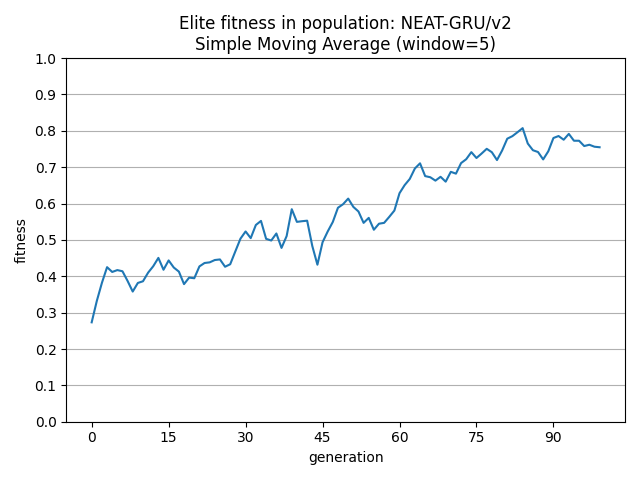 Elite fitness in population: NEAT-GRU/v2
Simple Moving Average (window=5)
1.0
0.9
0.8
0.7
0.6
0.5
0.4
0.3
0.2
0.1
0.0
fitness
0 15 30 45 60 75 90
generation